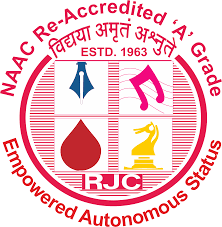 NAAC Re-Accredited 'A' Grade
विद्यया अमृतं अश्नुते
ESTD. 1963
RJC
Empowered Autonomous Status